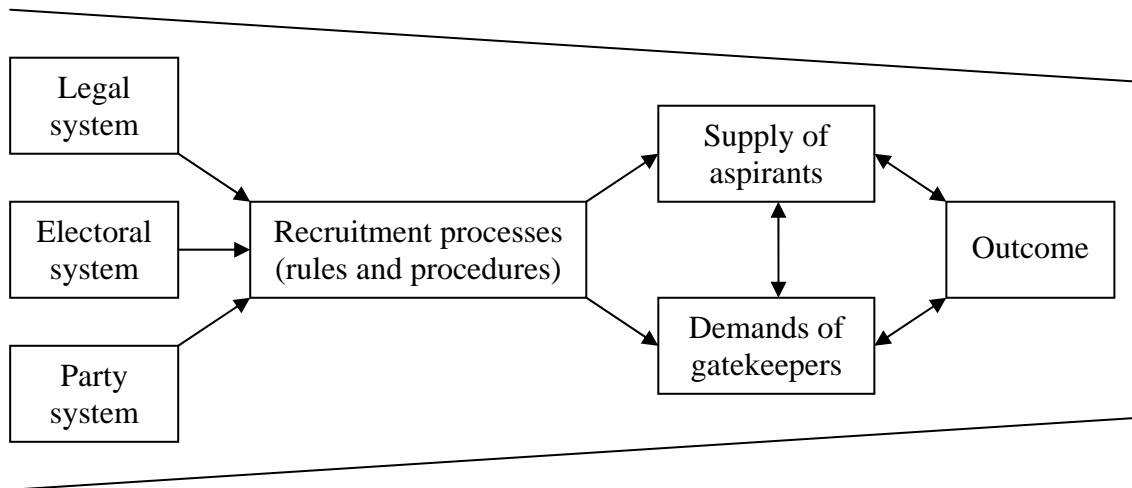 Legal
system
Electoral
system
Party
system
Recruitment processes
(rules and procedures)
Supply of
aspirants
Demands of
gatekeepers
Outcome